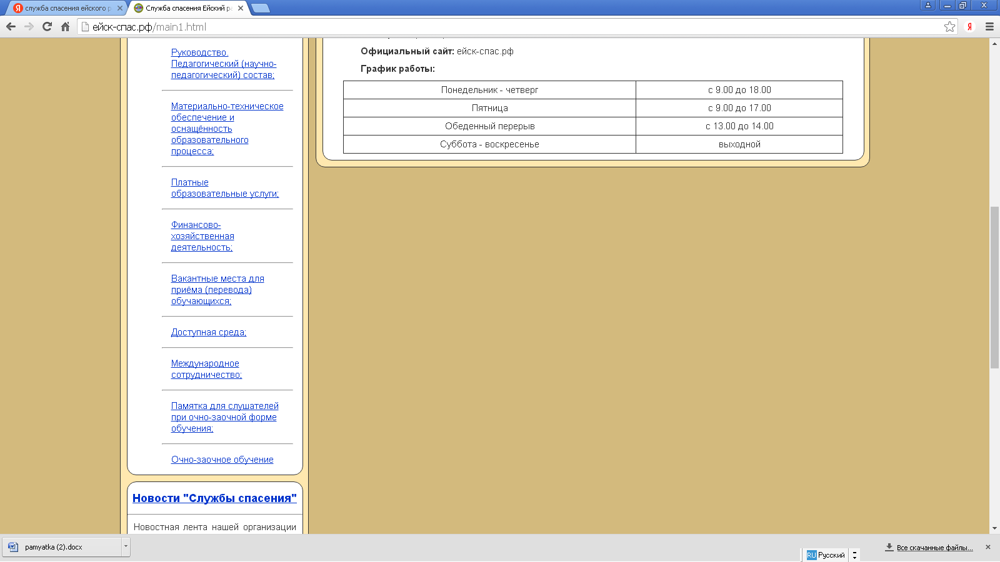 служба спасения ейского р
Служба спасения Ейский ра
ейск-спас.рф/main1.html
Руководство.
Педагогический (научно-
педагогический) состав;
Материально-техническое
обеспечение и
оснащённость
образовательного
процесса;
Платные
образовательные услуги;
Финансово-
хозяйственная
деятельность;
Вакантные места для
приёма (перевода)
обучающихся;
Доступная среда;
Международное
сотрудничество;
Памятка для слушателей
при очно-заочной форме
обучения;
Очно-заочное обучение
Новости "Службы спасения"
Новостная лента нашей организации
Официальный сайт: ейск-спас.рф
График работы:
Понедельник - четверг с 9.00 до 18.00
Пятница с 9.00 до 17.00
Обеденный перерыв с 13.00 до 14.00
Суббота - воскресенье выходной
pamyatka (2).docx
RU Русский
Все скачанные файлы...